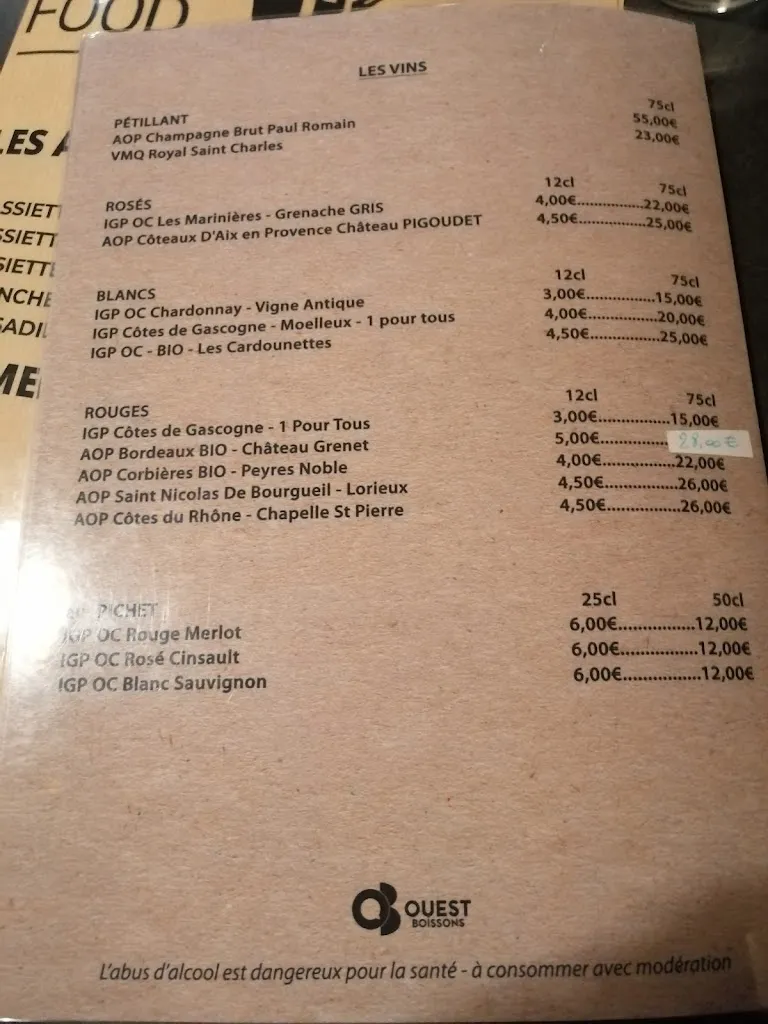 FOOD
LES A
SSIETT
SSIETT
SIETTE
NCHE
SADIL
ME
LES VINS
PÉTILLANT 75cl
AOP Champagne Brut Paul Romain 55,00€
VMQ Royal Saint Charles 23,00€
ROSÉS 12cl 75cl
IGP OC Les Marinières - Grenache GRIS 4,00€...............22,00€
AOP Côteaux D'Aix en Provence Château PIGOUDET 4,50€...............25,00€
BLANCS 12cl 75cl
IGP OC Chardonnay - Vigne Antique 3,00€...............15,00€
IGP Côtes de Gascogne - Moelleux - 1 pour tous 4,00€...............20,00€
IGP OC - BIO - Les Cardounettes 4,50€...............25,00€
ROUGES 12cl 75cl
IGP Côtes de Gascogne - 1 Pour Tous 3,00€...............15,00€
AOP Bordeaux BIO - Château Grenet 5,00€...............28,00€
AOP Corbières BIO - Peyres Noble 4,00€...............22,00€
AOP Saint Nicolas De Bourgueil - Lorieux 4,50€...............26,00€
AOP Côtes du Rhône - Chapelle St Pierre 4,50€...............26,00€
PICHET 25cl 50cl
IGP OC Rouge Merlot 6,00€...............12,00€
IGP OC Rosé Cinsault 6,00€...............12,00€
IGP OC Blanc Sauvignon 6,00€...............12,00€
OB OUEST
BOISSONS
L'abus d'alcool est dangereux pour la santé - à consommer avec modération